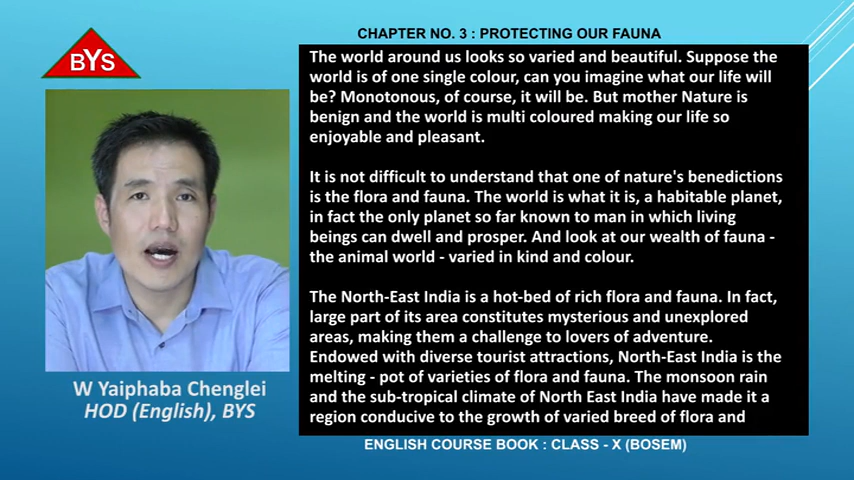 CHAPTER NO. 3 : PROTECTING OUR FAUNA
BYS
The world around us looks so varied and beautiful. Suppose the
world is of one single colour, can you imagine what our life will
be? Monotonous, of course, it will be. But mother Nature is
benign and the world is multi coloured making our life so
enjoyable and pleasant.
It is not difficult to understand that one of nature's benedictions
is the flora and fauna. The world is what it is, a habitable planet,
in fact the only planet so far known to man in which living
beings can dwell and prosper. And look at our wealth of fauna -
the animal world - varied in kind and colour.
The North-East India is a hot-bed of rich flora and fauna. In fact,
large part of its area constitutes mysterious and unexplored
areas, making them a challenge to lovers of adventure.
Endowed with diverse tourist attractions, North-East India is the
melting - pot of varieties of flora and fauna. The monsoon rain
and the sub-tropical climate of North East India have made it a
region conducive to the growth of varied breed of flora and
W Yaiphaba Chenglei
HOD (English), BYS
ENGLISH COURSE BOOK : CLASS - X (BOSEM)